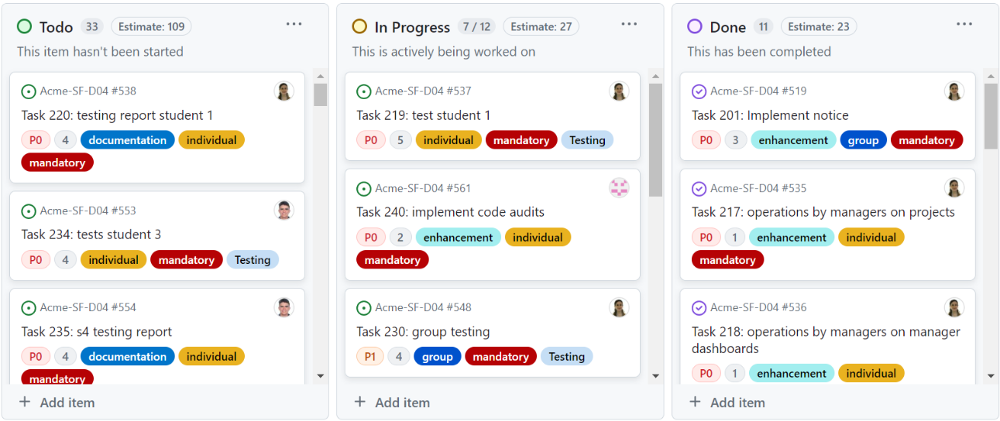 Todo 33 Estimate: 109 ...
This item hasn't been started
Acme-SF-D04 #538
Task 220: testing report student 1
P0 4 documentation individual
mandatory
Acme-SF-D04 #553
Task 234: tests student 3
P0 4 individual mandatory Testing
Acme-SF-D04 #554
Task 235: s4 testing report
P0 4 documentation individual
mandatory
+ Add item
In Progress 7 / 12 Estimate: 27 ...
This is actively being worked on
Acme-SF-D04 #537
Task 219: test student 1
P0 5 individual mandatory Testing
Acme-SF-D04 #561
Task 240: implement code audits
P0 2 enhancement individual
mandatory
Acme-SF-D04 #548
Task 230: group testing
P1 4 group mandatory Testing
+ Add item
Done 11 Estimate: 23 ...
This has been completed
Acme-SF-D04 #519
Task 201: Implement notice
P0 3 enhancement group mandatory
Acme-SF-D04 #535
Task 217: operations by managers on projects
P0 1 enhancement individual
mandatory
Acme-SF-D04 #536
Task 218: operations by managers on manager
dashboards
P0 1 enhancement individual
+ Add item